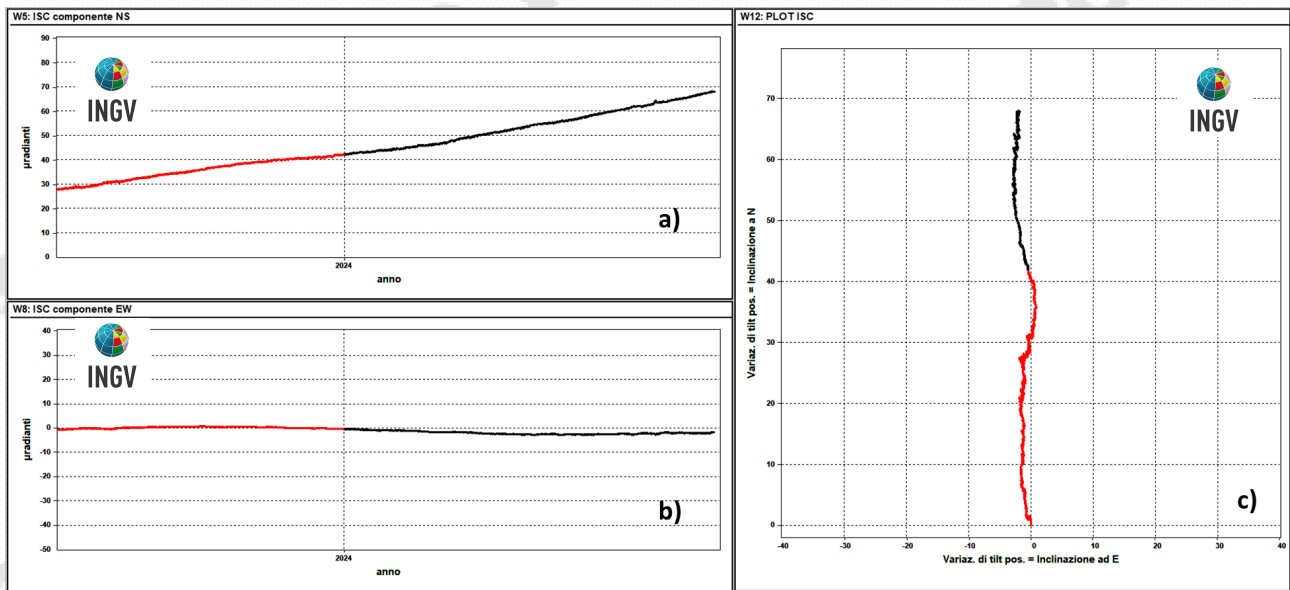 W5: ISC componente NS
90
80
70
60
50
40
30
20
10
0
µradianti
INGV
a)
2024
anno
W8: ISC componente EW
40
30
20
10
0
-10
-20
-30
-40
-50
µradianti
INGV
b)
2024
anno
W12: PLOT ISC
INGV
70
60
50
40
30
20
10
0
Variaz. di tilt pos. = Inclinazione a N
c)
-40 -30 -20 -10 0 10 20 30 40
Variaz. di tilt pos. = Inclinazione ad E